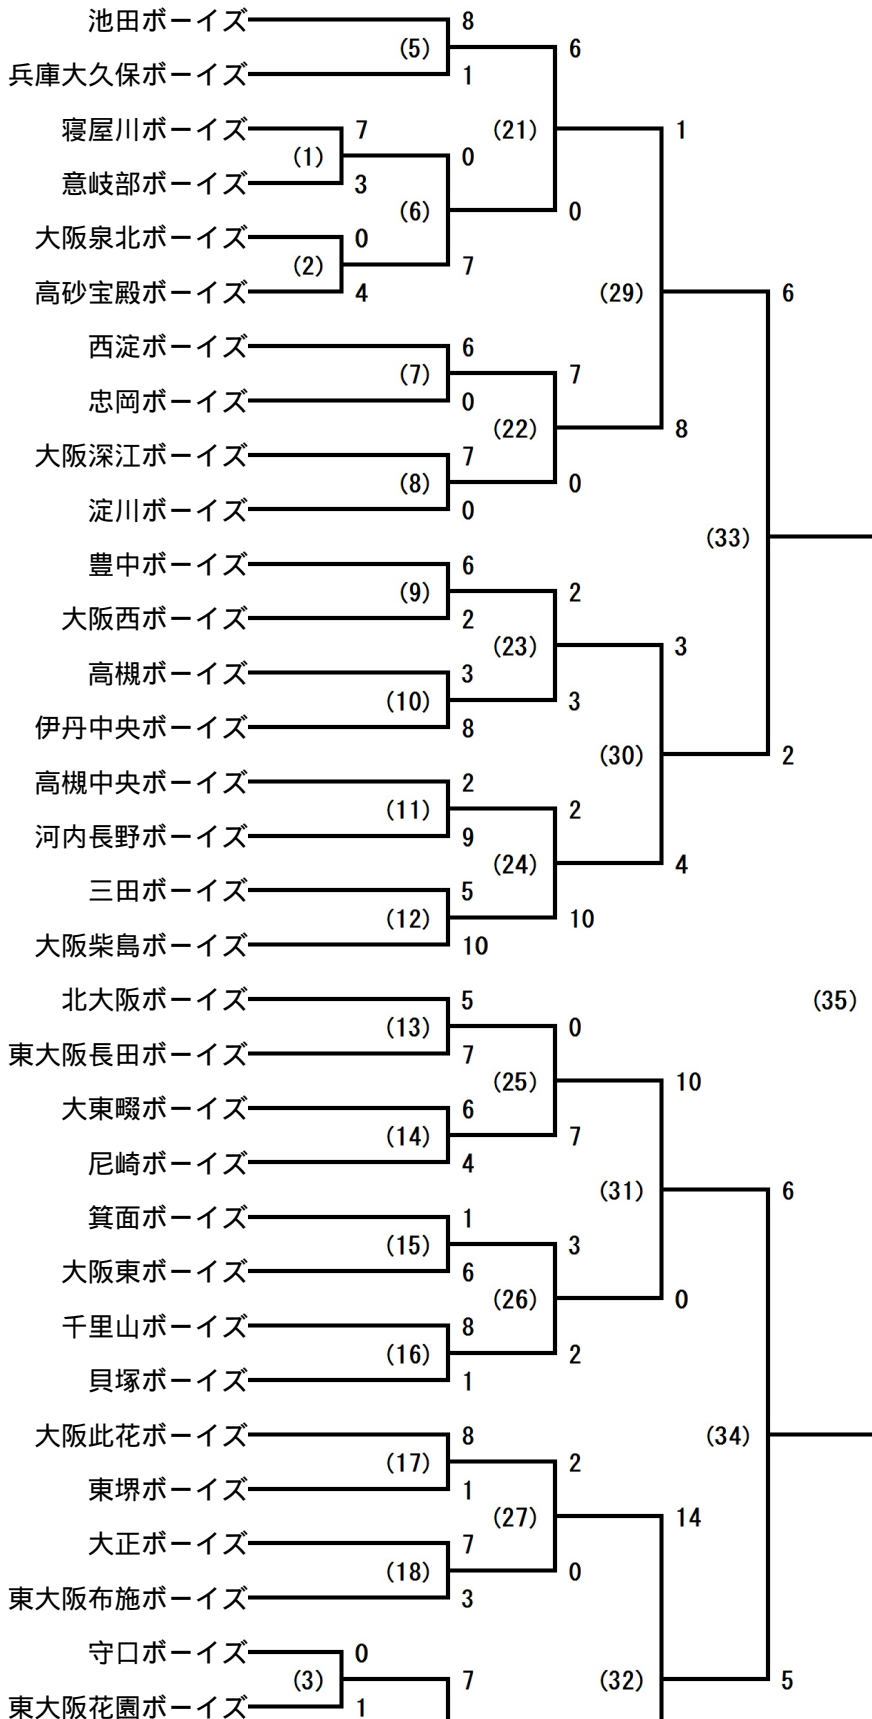 池田ボーイズ 8
(5) 6
兵庫大久保ボーイズ 1
寝屋川ボーイズ 7 (21) 1
(1) 0
意岐部ボーイズ 3
(6) 0
大阪泉北ボーイズ 0
(2) 7
高砂宝殿ボーイズ 4 (29) 6
西淀ボーイズ 6
(7) 7
忠岡ボーイズ 0
(22) 8
大阪深江ボーイズ 7
(8) 0
淀川ボーイズ 0
(33)
豊中ボーイズ 6
(9) 2
大阪西ボーイズ 2
(23) 3
高槻ボーイズ 3
(10) 3
伊丹中央ボーイズ 8
(30) 2
高槻中央ボーイズ 2
(11) 2
河内長野ボーイズ 9
(24) 4
三田ボーイズ 5
(12) 10
大阪柴島ボーイズ 10
北大阪ボーイズ 5 (35)
(13) 0
東大阪長田ボーイズ 7
(25) 10
大東畷ボーイズ 6
(14) 7
尼崎ボーイズ 4
(31) 6
箕面ボーイズ 1
(15) 3
大阪東ボーイズ 6
(26) 0
千里山ボーイズ 8
(16) 2
貝塚ボーイズ 1
大阪此花ボーイズ 8 (34)
(17) 2
東堺ボーイズ 1
(27) 14
大正ボーイズ 7
(18) 0
東大阪布施ボーイズ 3
守口ボーイズ 0
(3) 7 (32) 5
東大阪花園ボーイズ 1